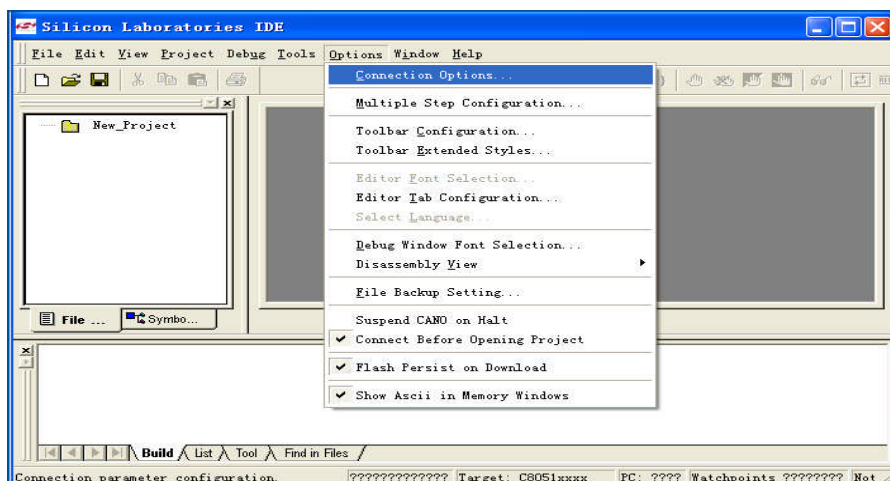 Silicon Laboratories IDE
File Edit View Project Debug Tools Options Window Help
Connection Options...
Multiple Step Configuration...
New_Project
Toolbar Configuration...
Toolbar Extended Styles...
Editor Font Selection...
Editor Tab Configuration...
Select Language...
Debug Window Font Selection...
Disassembly View
File Backup Setting...
File ... Symbo...
Suspend CAN0 on Halt
Connect Before Opening Project
Flash Persist on Download
Show Ascii in Memory Windows
Build List Tool Find in Files
Connection parameter configuration. ????????????? Target: C8051xxxx PC: ???? Watchpoints ???????? Not